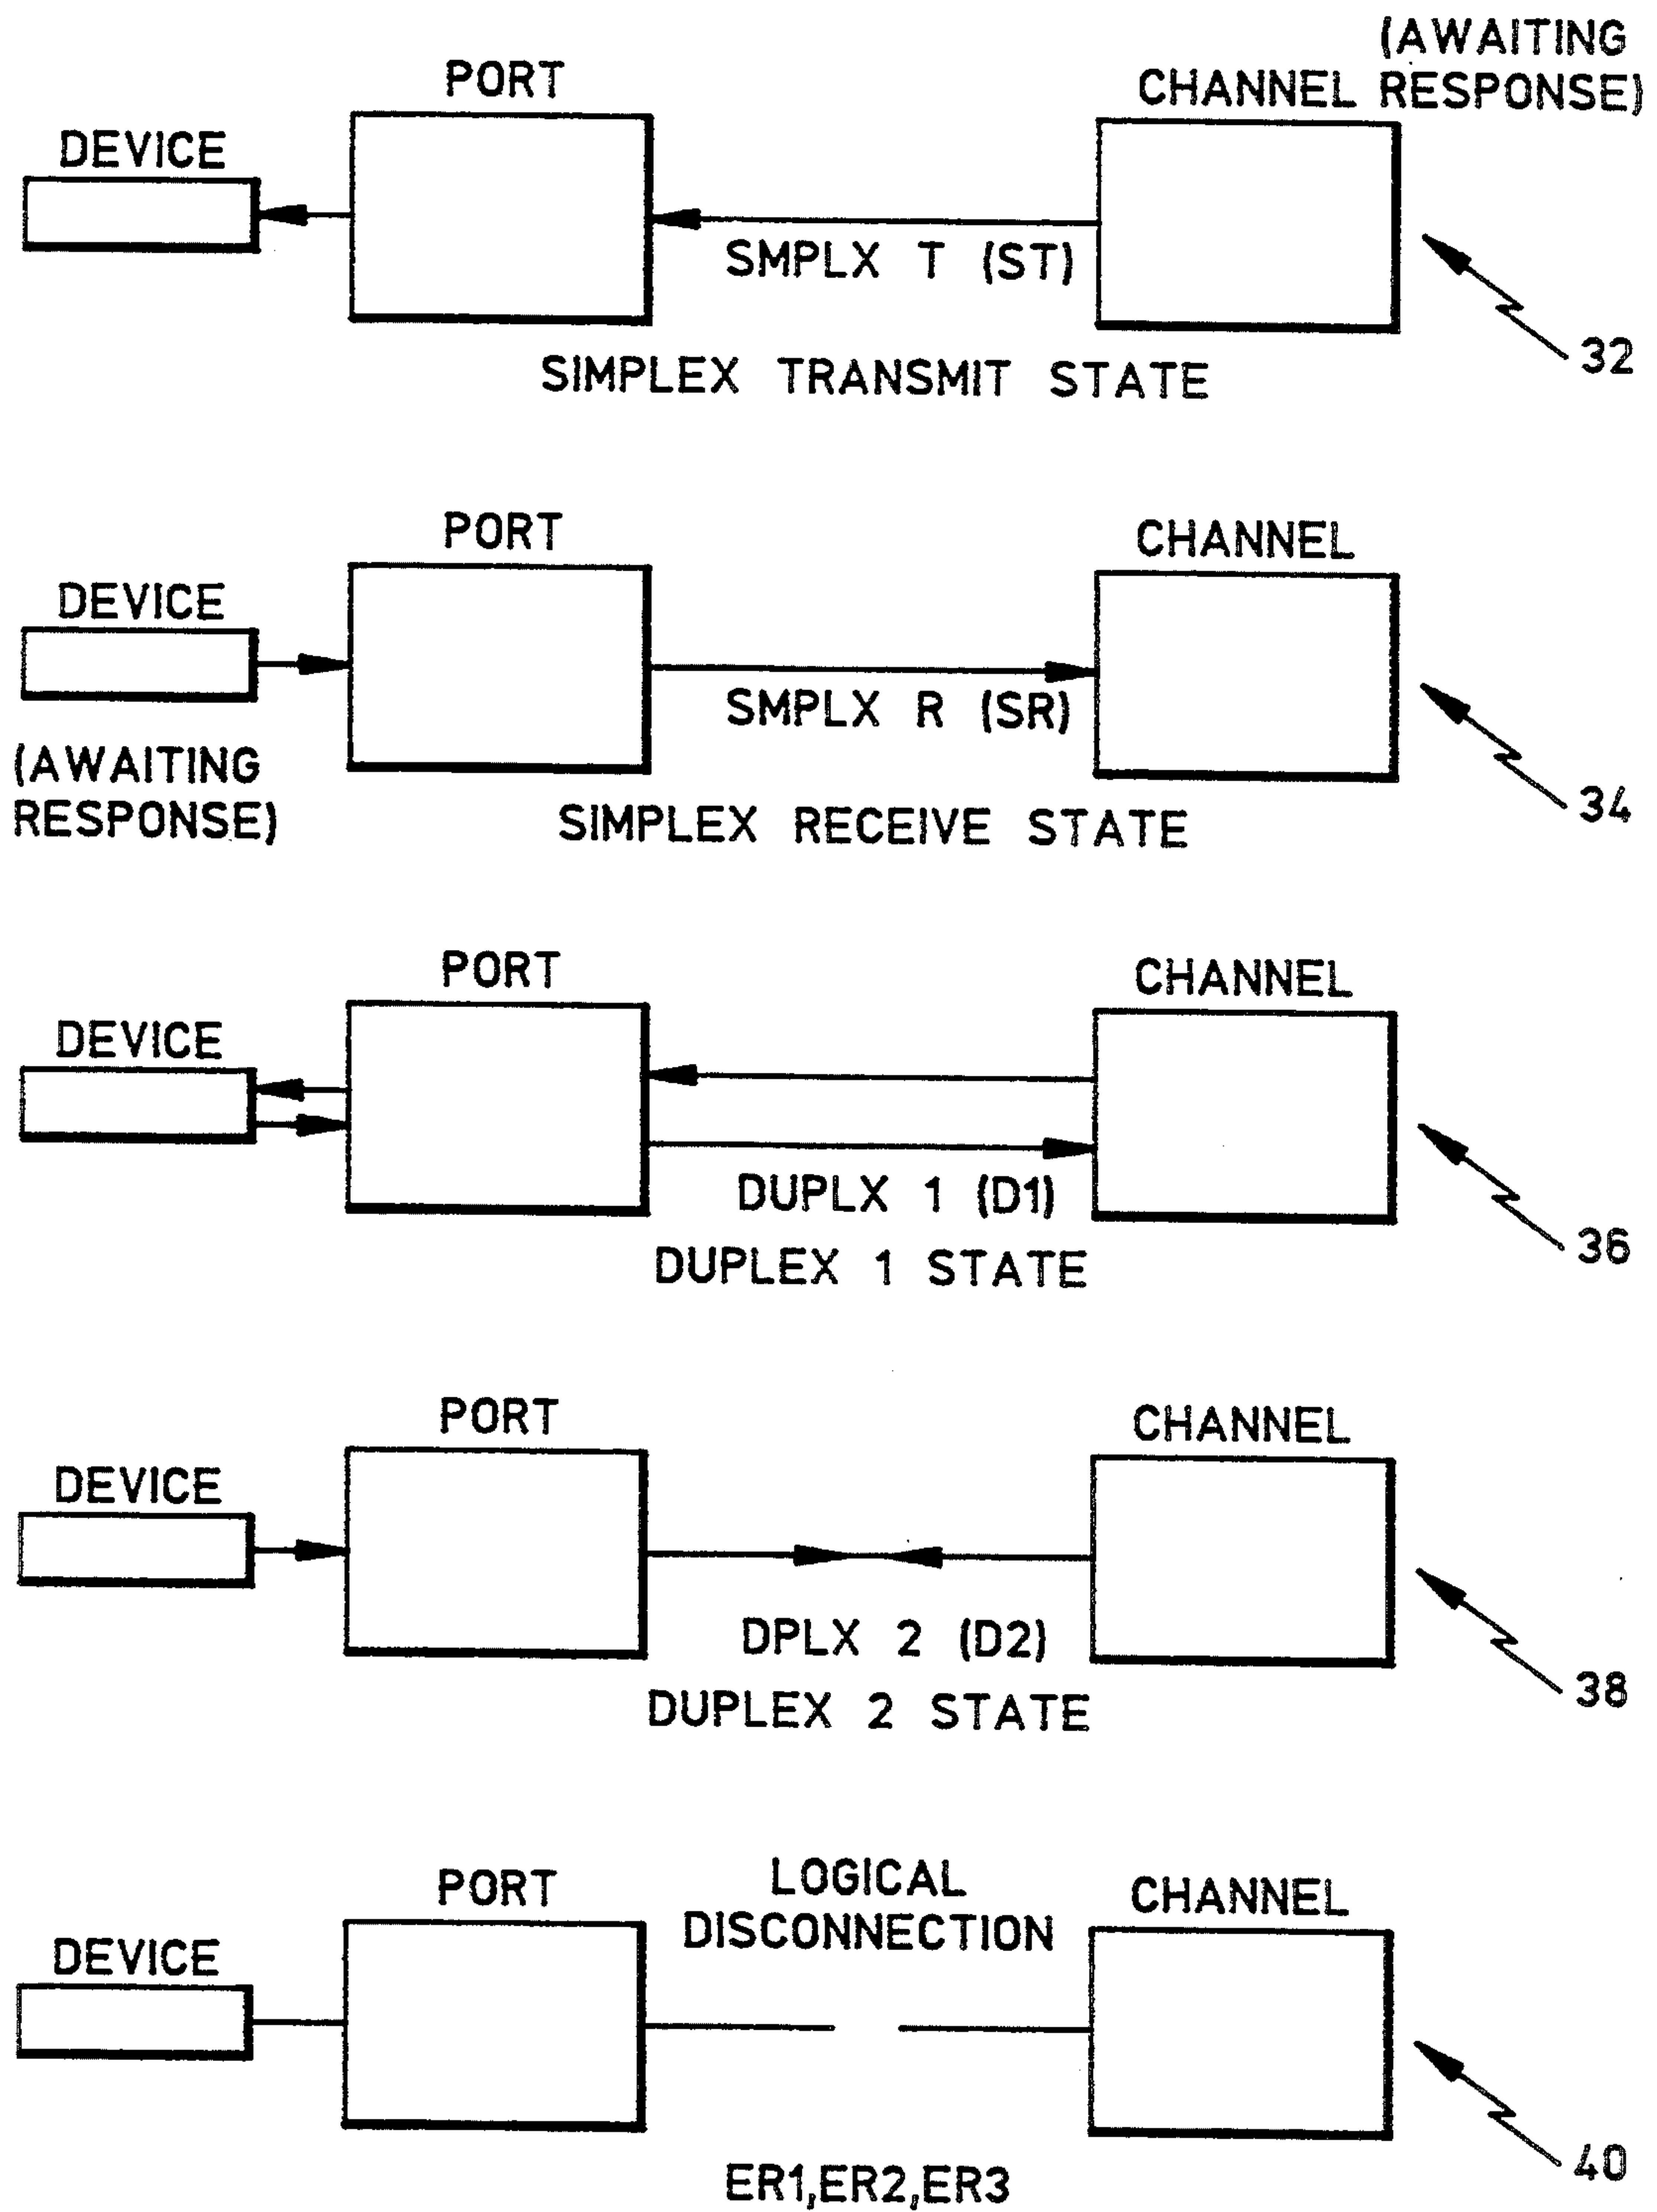 (AWAITING
PORT
CHANNEL RESPONSE)
DEVICE
SMPLX T (ST)
32
SIMPLEX TRANSMIT STATE
PORT
CHANNEL
DEVICE
SMPLX R (SR)
(AWAITING
RESPONSE)
34
SIMPLEX RECEIVE STATE
PORT
CHANNEL
DEVICE
DUPLX 1 (D1)
36
DUPLEX 1 STATE
PORT
CHANNEL
DEVICE
DPLX 2 (D2)
38
DUPLEX 2 STATE
PORT
LOGICAL
DISCONNECTION
CHANNEL
DEVICE
40
ER1,ER2,ER3